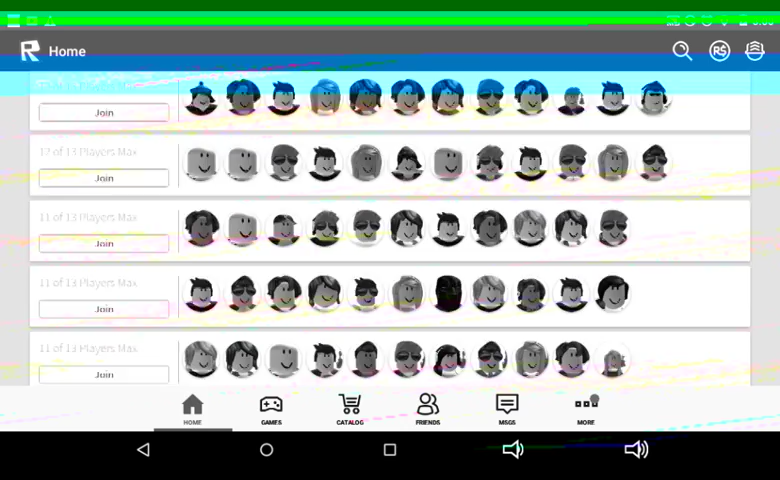 Home
R$
Join
12 of 13 Players Max
Join
11 of 13 Players Max
Join
11 of 13 Players Max
Join
11 of 13 Players Max
Join
HOME GAMES CATALOG FRIENDS MSGS MORE